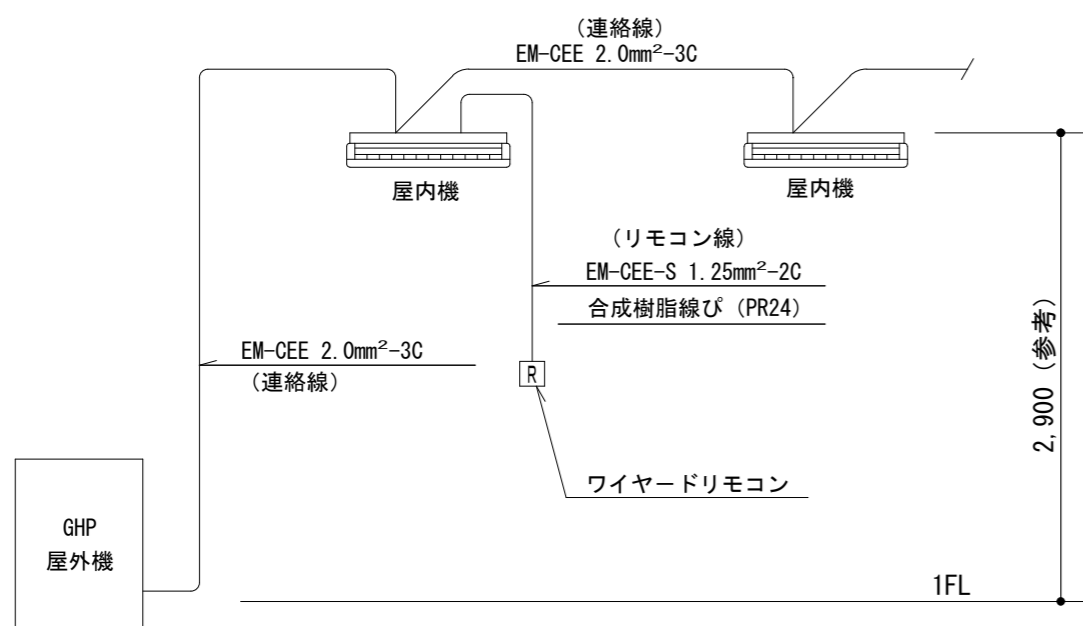 （連絡線）
EM-CEE 2.0mm²-3C
屋内機
屋内機
（リモコン線）
EM-CEE-S 1.25mm²-2C
合成樹脂線ぴ（PR24）
EM-CEE 2.0mm²-3C
（連絡線）
R
2,900（参考）
ワイヤードリモコン
GHP
屋外機
1FL